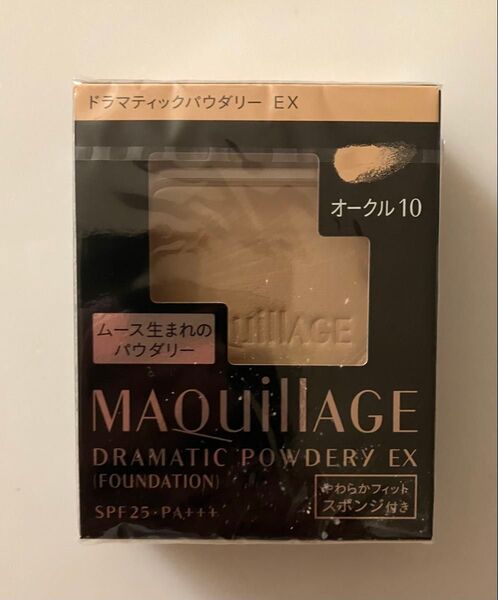 ドラマティックパウダリー EX
オークル10
uillAGE
ムース生まれの
パウダリー
MAQuillAGE
DRAMATIC POWDERY EX
(FOUNDATION)
SPF25・PA+++
やわらかフィット
スポンジ付き